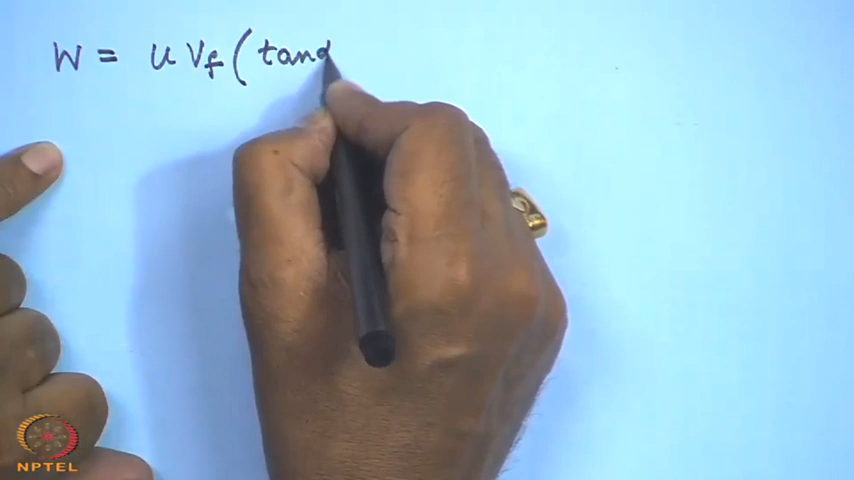 W = u Vf ( tanα
NPTEL